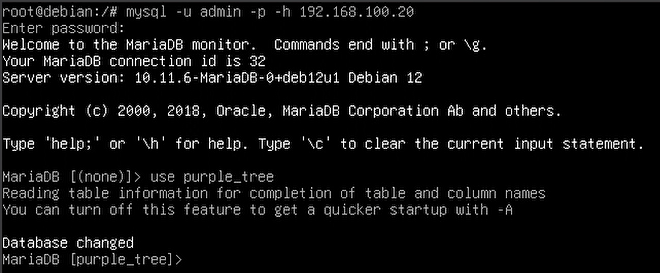 root@debian:/# mysql -u admin -p -h 192.168.100.20
Enter password:
Welcome to the MariaDB monitor.  Commands end with ; or \g.
Your MariaDB connection id is 32
Server version: 10.11.6-MariaDB-0+deb12u1 Debian 12
Copyright (c) 2000, 2018, Oracle, MariaDB Corporation Ab and others.
Type 'help;' or '\h' for help. Type '\c' to clear the current input statement.
MariaDB [(none)]> use purple_tree
Reading table information for completion of table and column names
You can turn off this feature to get a quicker startup with -A
Database changed
MariaDB [purple_tree]>